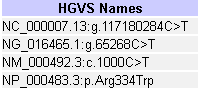 HGVS Names
NC_000007.13:g.117180284C>T
NG_016465.1:g.65268C>T
NM_000492.3:c.1000C>T
NP_000483.3:p.Arg334Trp